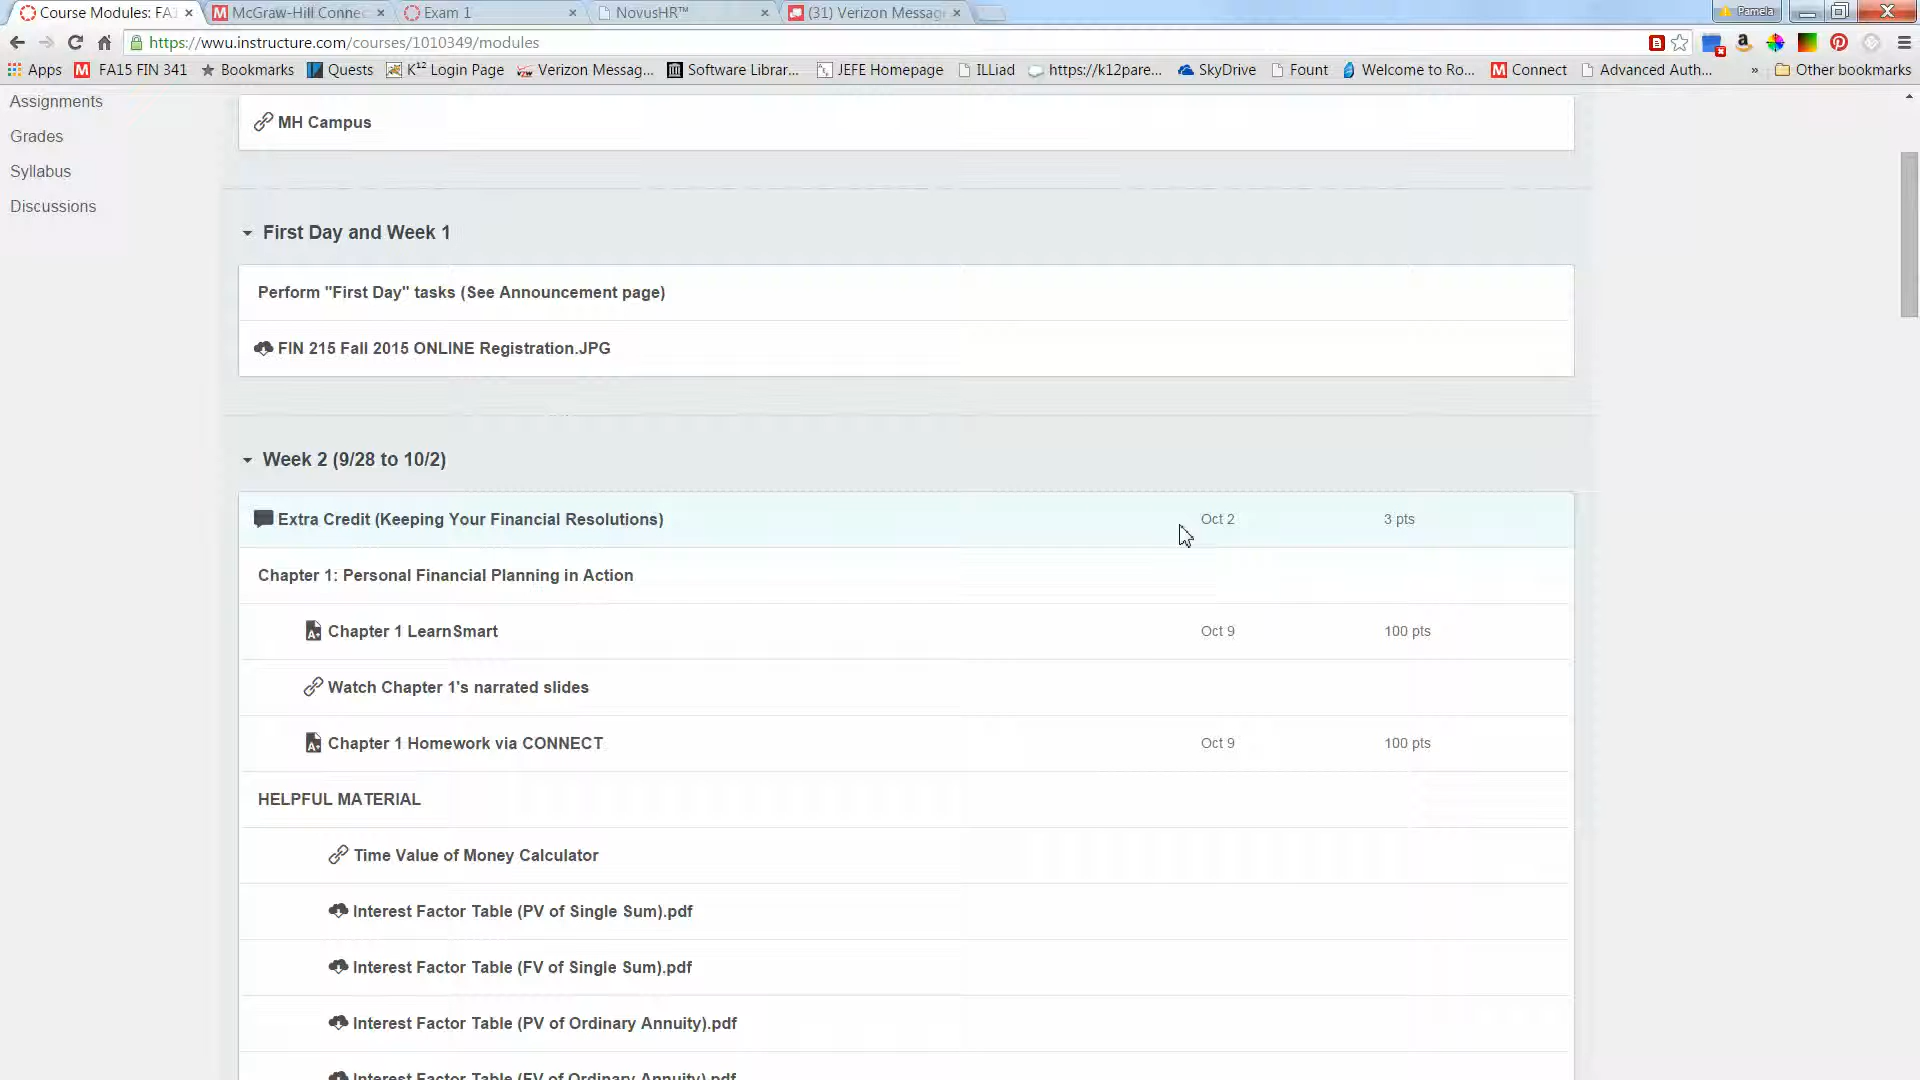 Course Modules: FA1
McGraw-Hill Connec
Exam 1
NovusHR™
(31) Verizon Messag
Pamela
https://wwu.instructure.com/courses/1010349/modules
Apps
FA15 FIN 341
Bookmarks
Quests
K¹² Login Page
Verizon Messag...
Software Librar...
JEFE Homepage
ILLiad
https://k12pare...
SkyDrive
Fount
Welcome to Ro...
Connect
Advanced Auth...
»
Other bookmarks
Assignments
Grades
Syllabus
Discussions
MH Campus
First Day and Week 1
Perform "First Day" tasks (See Announcement page)
FIN 215 Fall 2015 ONLINE Registration.JPG
Week 2 (9/28 to 10/2)
Extra Credit (Keeping Your Financial Resolutions) Oct 2 3 pts
Chapter 1: Personal Financial Planning in Action
Chapter 1 LearnSmart Oct 9 100 pts
Watch Chapter 1's narrated slides
Chapter 1 Homework via CONNECT Oct 9 100 pts
HELPFUL MATERIAL
Time Value of Money Calculator
Interest Factor Table (PV of Single Sum).pdf
Interest Factor Table (FV of Single Sum).pdf
Interest Factor Table (PV of Ordinary Annuity).pdf
Interest Factor Table (FV of Ordinary Annuity).pdf